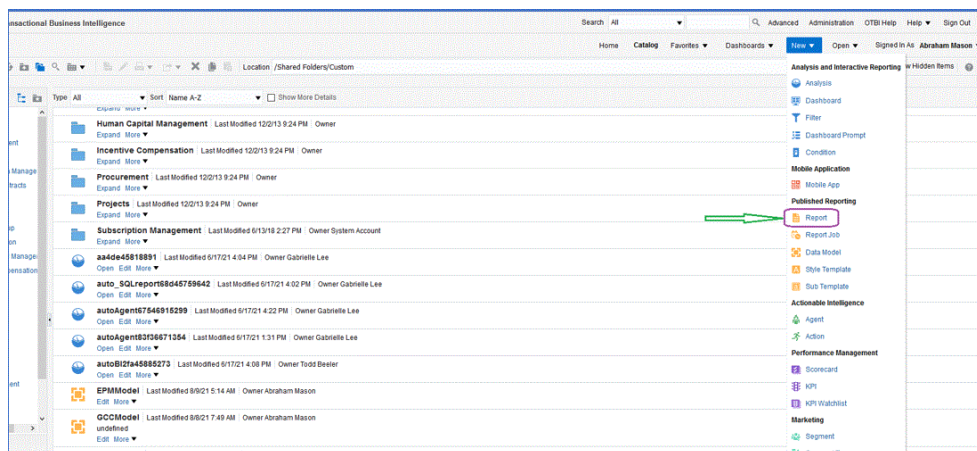 nsactional Business Intelligence
Search All Advanced Administration OTBI Help Help Sign Out
Home Catalog Favorites Dashboards New Open Signed In As Abraham Mason
Location /Shared Folders/Custom
w Hidden Items
Type All Sort Name A-Z Show More Details
Expand More
Human Capital Management Last Modified 12/2/13 9:24 PM Owner
Expand More
Incentive Compensation Last Modified 12/2/13 9:24 PM Owner
Expand More
Procurement Last Modified 12/2/13 9:24 PM Owner
Expand More
Projects Last Modified 12/2/13 9:24 PM Owner
Expand More
Subscription Management Last Modified 6/13/18 2:27 PM Owner System Account
Expand More
aa4de45818891 Last Modified 6/17/21 4:04 PM Owner Gabrielle Lee
Open Edit More
auto_SQLreport68d45759642 Last Modified 6/17/21 4:02 PM Owner Gabrielle Lee
Open Edit More
autoAgent67546915299 Last Modified 6/17/21 4:22 PM Owner Gabrielle Lee
Open Edit More
autoAgent83f36671354 Last Modified 6/17/21 1:31 PM Owner Gabrielle Lee
Open Edit More
autoBI2fa45885273 Last Modified 6/17/21 4:08 PM Owner Todd Beeler
Open Edit More
EPMModel Last Modified 8/9/21 5:14 AM Owner Abraham Mason
Edit More
GCCModel Last Modified 8/8/21 7:49 AM Owner Abraham Mason
undefined
Edit More
ent
Manage
tracts
ap
on
Manage
ensation
ent
Analysis and Interactive Reporting
Analysis
Dashboard
Filter
Dashboard Prompt
Condition
Mobile Application
Mobile App
Published Reporting
Report
Report Job
Data Model
Style Template
Sub Template
Actionable Intelligence
Agent
Action
Performance Management
Scorecard
KPI
KPI Watchlist
Marketing
Segment